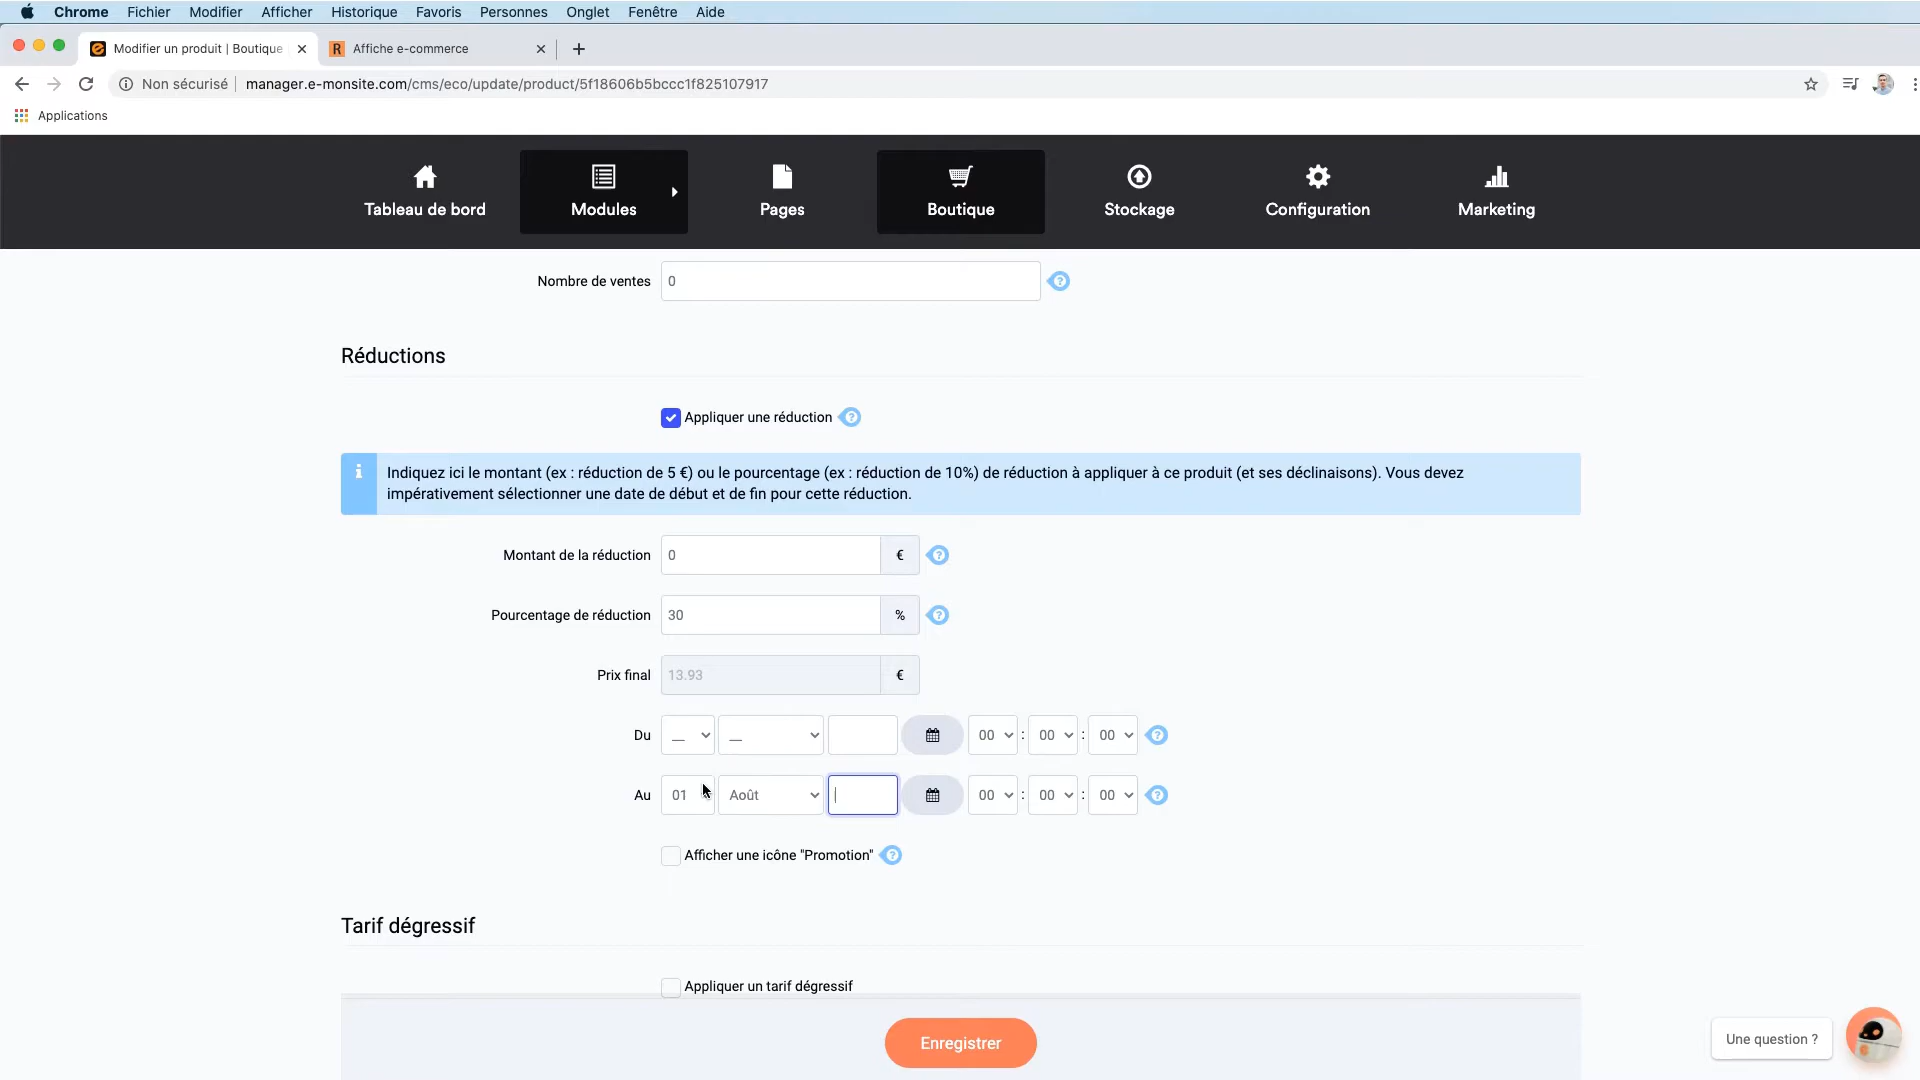 Chrome Fichier Modifier Afficher Historique Favoris Personnes Onglet Fenêtre Aide
Modifier un produit | Boutique
R Affiche e-commerce
Non sécurisé manager.e-monsite.com/cms/eco/update/product/5f18606b5bccc1f825107917
Applications
Tableau de bord Modules Pages Boutique Stockage Configuration Marketing
Nombre de ventes 0 ?
Réductions
Appliquer une réduction ?
i Indiquez ici le montant (ex : réduction de 5 €) ou le pourcentage (ex : réduction de 10%) de réduction à appliquer à ce produit (et ses déclinaisons). Vous devez
impérativement sélectionner une date de début et de fin pour cette réduction.
Montant de la réduction 0 € ?
Pourcentage de réduction 30 % ?
Prix final 13.93 €
Du __ __ 00 : 00 : 00 ?
Au 01 Août 00 : 00 : 00 ?
Afficher une icône "Promotion" ?
Tarif dégressif
Appliquer un tarif dégressif
Enregistrer
Une question ?